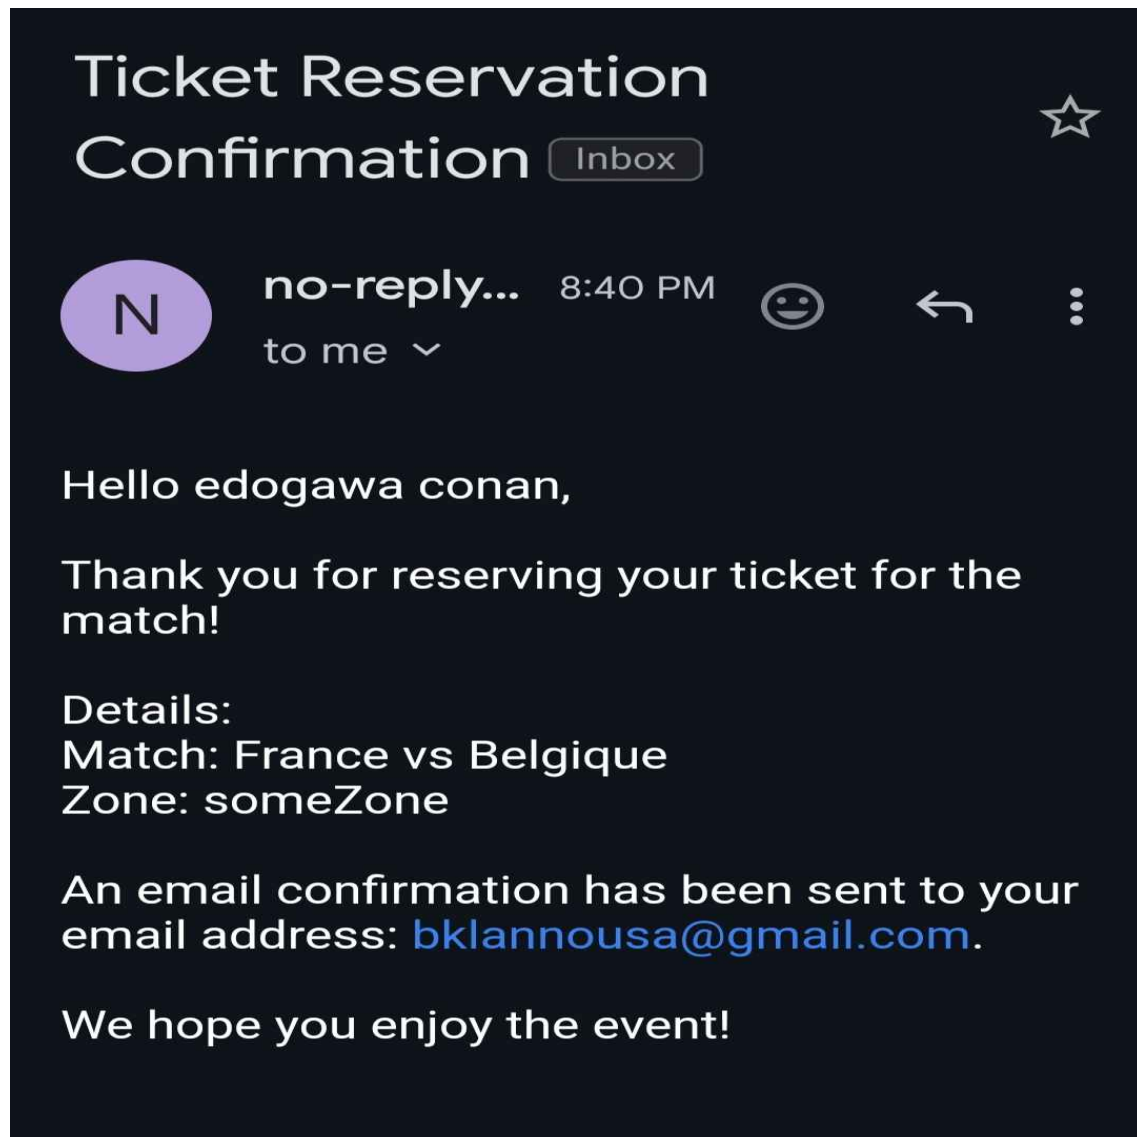 Ticket Reservation
Confirmation Inbox
N
no-reply... 8:40 PM
to me
Hello edogawa conan,
Thank you for reserving your ticket for the
match!
Details:
Match: France vs Belgique
Zone: someZone
An email confirmation has been sent to your
email address: bklannousa@gmail.com.
We hope you enjoy the event!